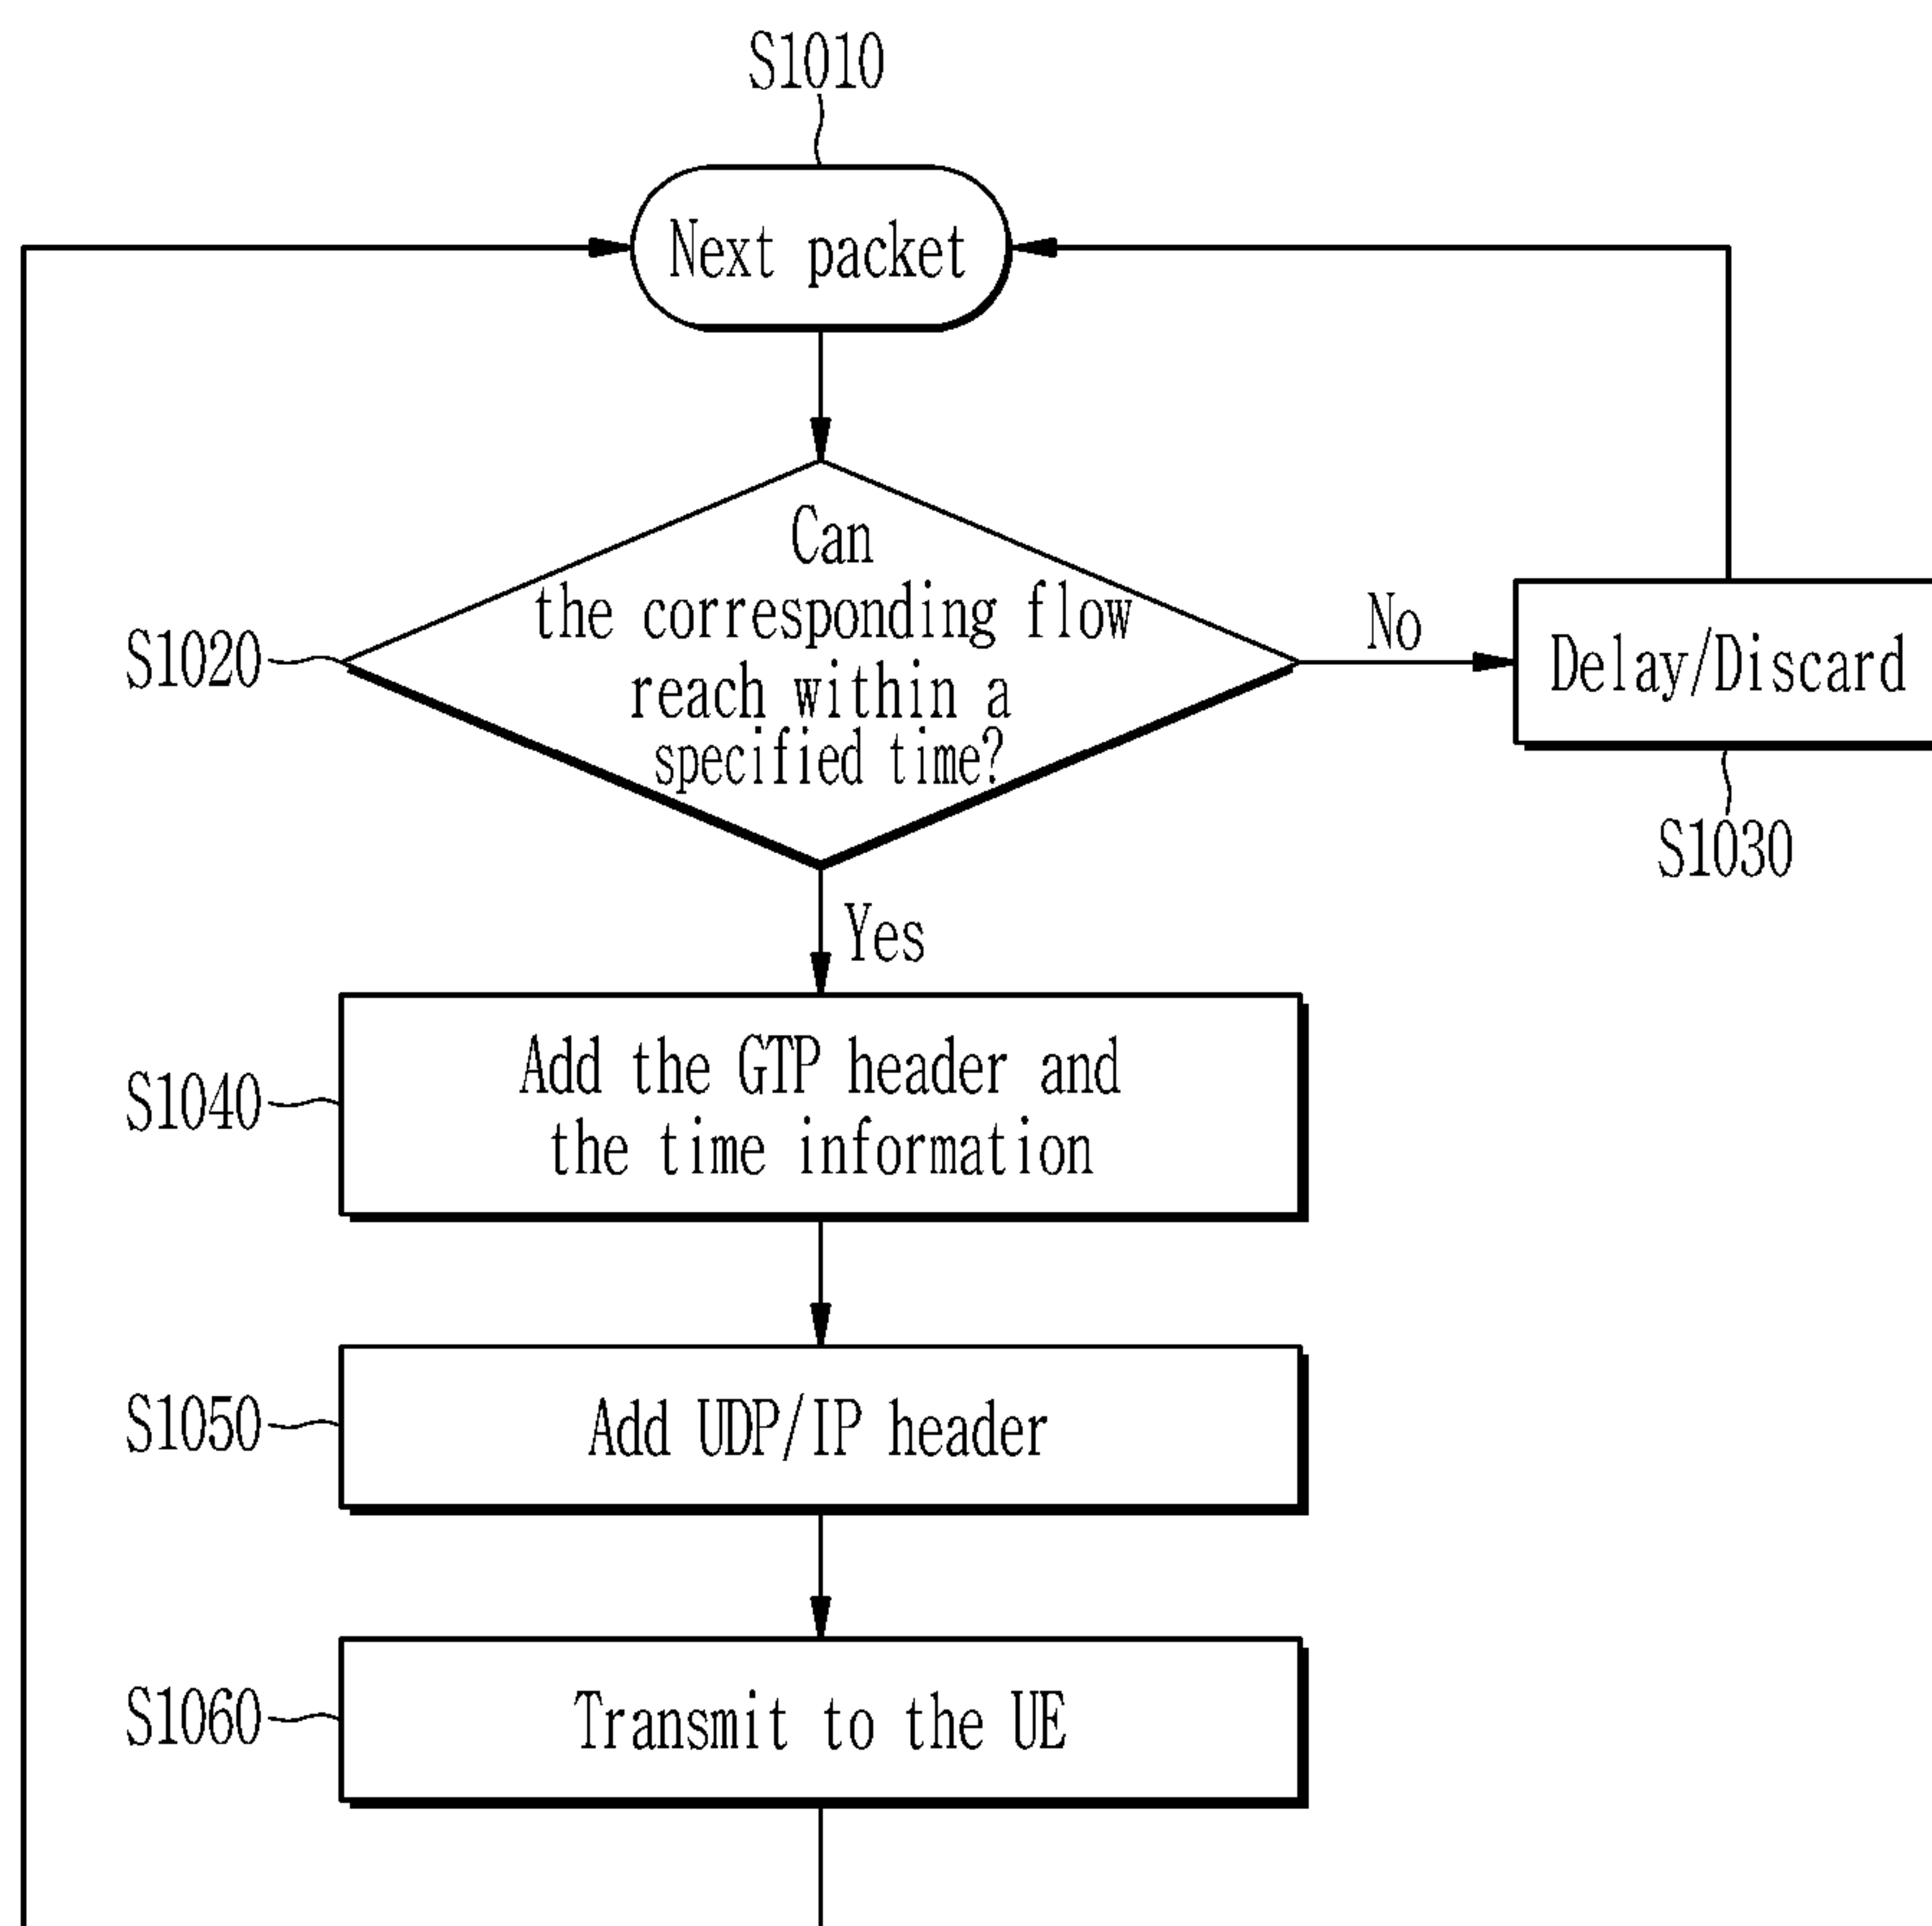 S1010
Next packet
Can
the corresponding flow
reach within a
specified time?
S1020
No
Delay/Discard
S1030
Yes
Add the GTP header and
the time information
S1040
Add UDP/IP header
S1050
Transmit to the UE
S1060